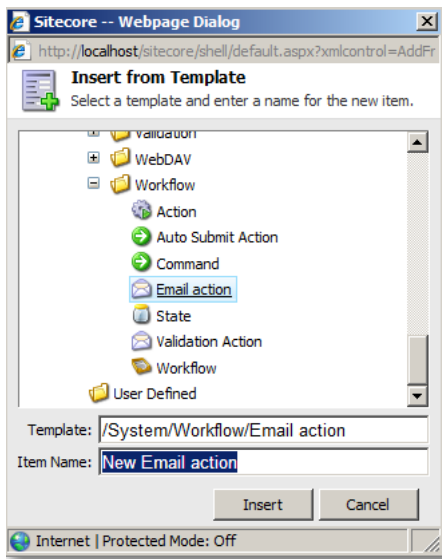 Sitecore -- Webpage Dialog
http://localhost/sitecore/shell/default.aspx?xmlcontrol=AddFr
Insert from Template
Select a template and enter a name for the new item.
Validation
WebDAV
Workflow
Action
Auto Submit Action
Command
Email action
State
Validation Action
Workflow
User Defined
Template: /System/Workflow/Email action
Item Name: New Email action
Insert Cancel
Internet | Protected Mode: Off